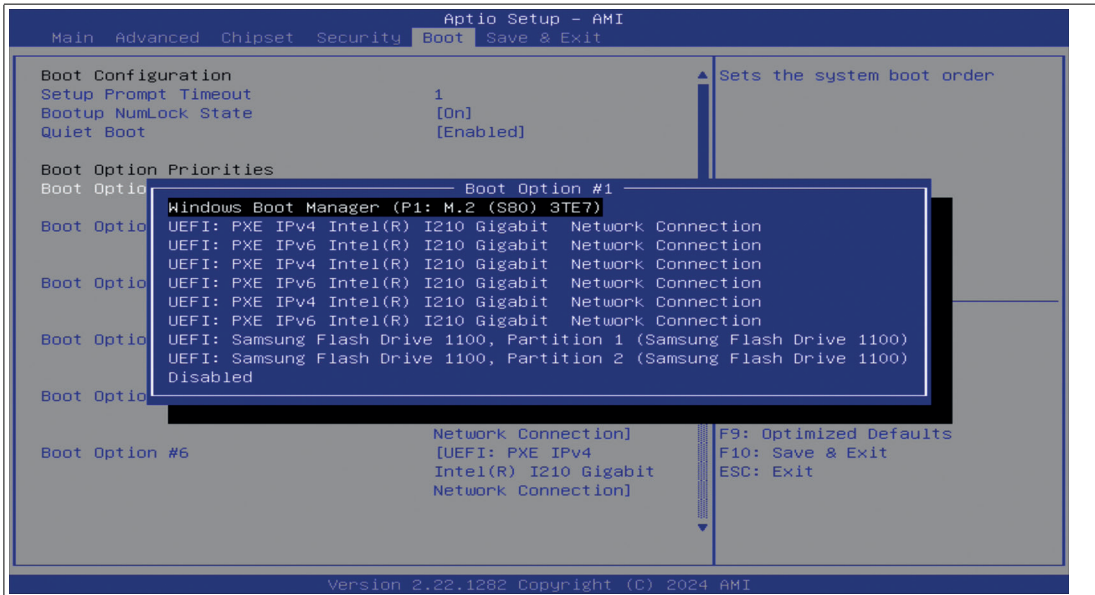 Aptio Setup – AMI
Main Advanced Chipset Security Boot Save & Exit
Boot Configuration
Setup Prompt Timeout 1
Bootup NumLock State [On]
Quiet Boot [Enabled]
Boot Option Priorities
Boot Optio
Boot Optio
Boot Optio
Boot Optio
Boot Optio
Network Connection]
Boot Option #6 [UEFI: PXE IPv4
Intel(R) I210 Gigabit
Network Connection]
Boot Option #1
Windows Boot Manager (P1: M.2 (S80) 3TE7)
UEFI: PXE IPv4 Intel(R) I210 Gigabit  Network Connection
UEFI: PXE IPv6 Intel(R) I210 Gigabit  Network Connection
UEFI: PXE IPv4 Intel(R) I210 Gigabit  Network Connection
UEFI: PXE IPv6 Intel(R) I210 Gigabit  Network Connection
UEFI: PXE IPv4 Intel(R) I210 Gigabit  Network Connection
UEFI: PXE IPv6 Intel(R) I210 Gigabit  Network Connection
UEFI: Samsung Flash Drive 1100, Partition 1 (Samsung Flash Drive 1100)
UEFI: Samsung Flash Drive 1100, Partition 2 (Samsung Flash Drive 1100)
Disabled
Sets the system boot order
F9: Optimized Defaults
F10: Save & Exit
ESC: Exit
Version 2.22.1282 Copyright (C) 2024 AMI